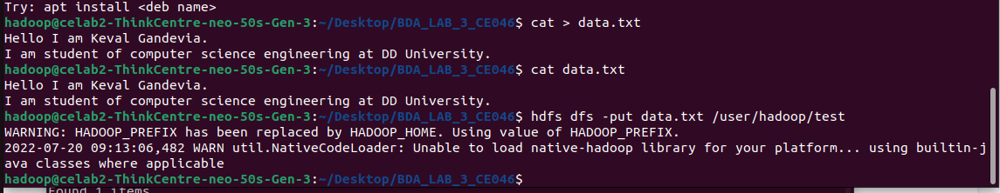 Try: apt install <deb name>
hadoop@celab2-ThinkCentre-neo-50s-Gen-3:~/Desktop/BDA_LAB_3_CE046$ cat > data.txt
Hello I am Keval Gandevia.
I am student of computer science engineering at DD University.
hadoop@celab2-ThinkCentre-neo-50s-Gen-3:~/Desktop/BDA_LAB_3_CE046$ cat data.txt
Hello I am Keval Gandevia.
I am student of computer science engineering at DD University.
hadoop@celab2-ThinkCentre-neo-50s-Gen-3:~/Desktop/BDA_LAB_3_CE046$ hdfs dfs -put data.txt /user/hadoop/test
WARNING: HADOOP_PREFIX has been replaced by HADOOP_HOME. Using value of HADOOP_PREFIX.
2022-07-20 09:13:06,482 WARN util.NativeCodeLoader: Unable to load native-hadoop library for your platform... using builtin-j
ava classes where applicable
hadoop@celab2-ThinkCentre-neo-50s-Gen-3:~/Desktop/BDA_LAB_3_CE046$
Found 1 items